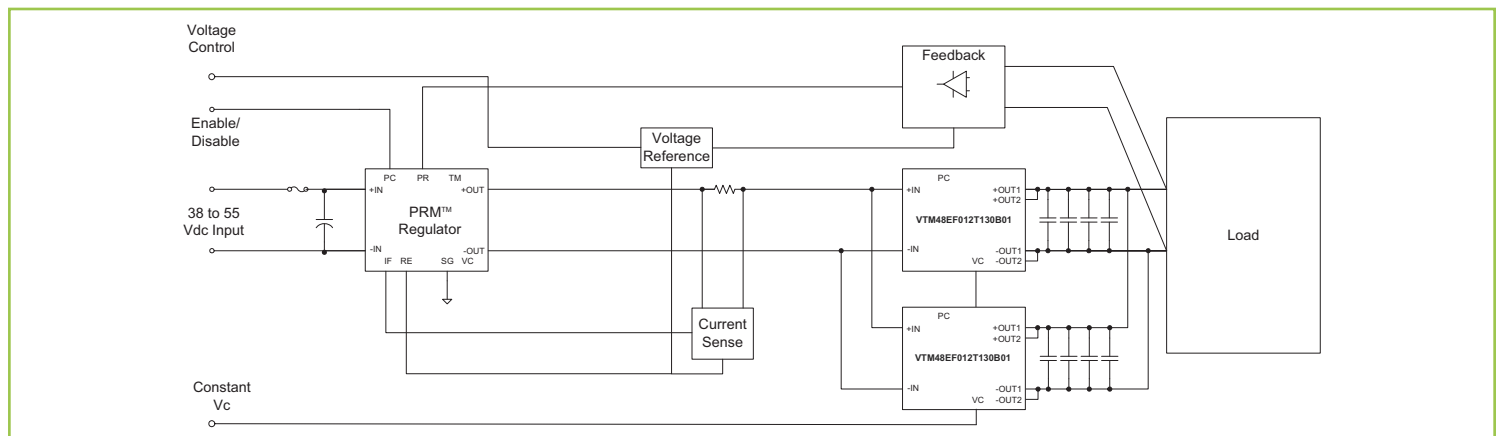 Voltage
Control
Enable/
Disable
38 to 55
Vdc Input
Constant
Vc
PC PR TM
+IN +OUT
PRM™
Regulator
-IN -OUT
IF RE SG VC
Voltage
Reference
Feedback
Current
Sense
PC
+IN +OUT1
+OUT2
VTM48EF012T130B01
-IN -OUT1
VC -OUT2
PC
+IN +OUT1
+OUT2
VTM48EF012T130B01
-IN -OUT1
VC -OUT2
Load